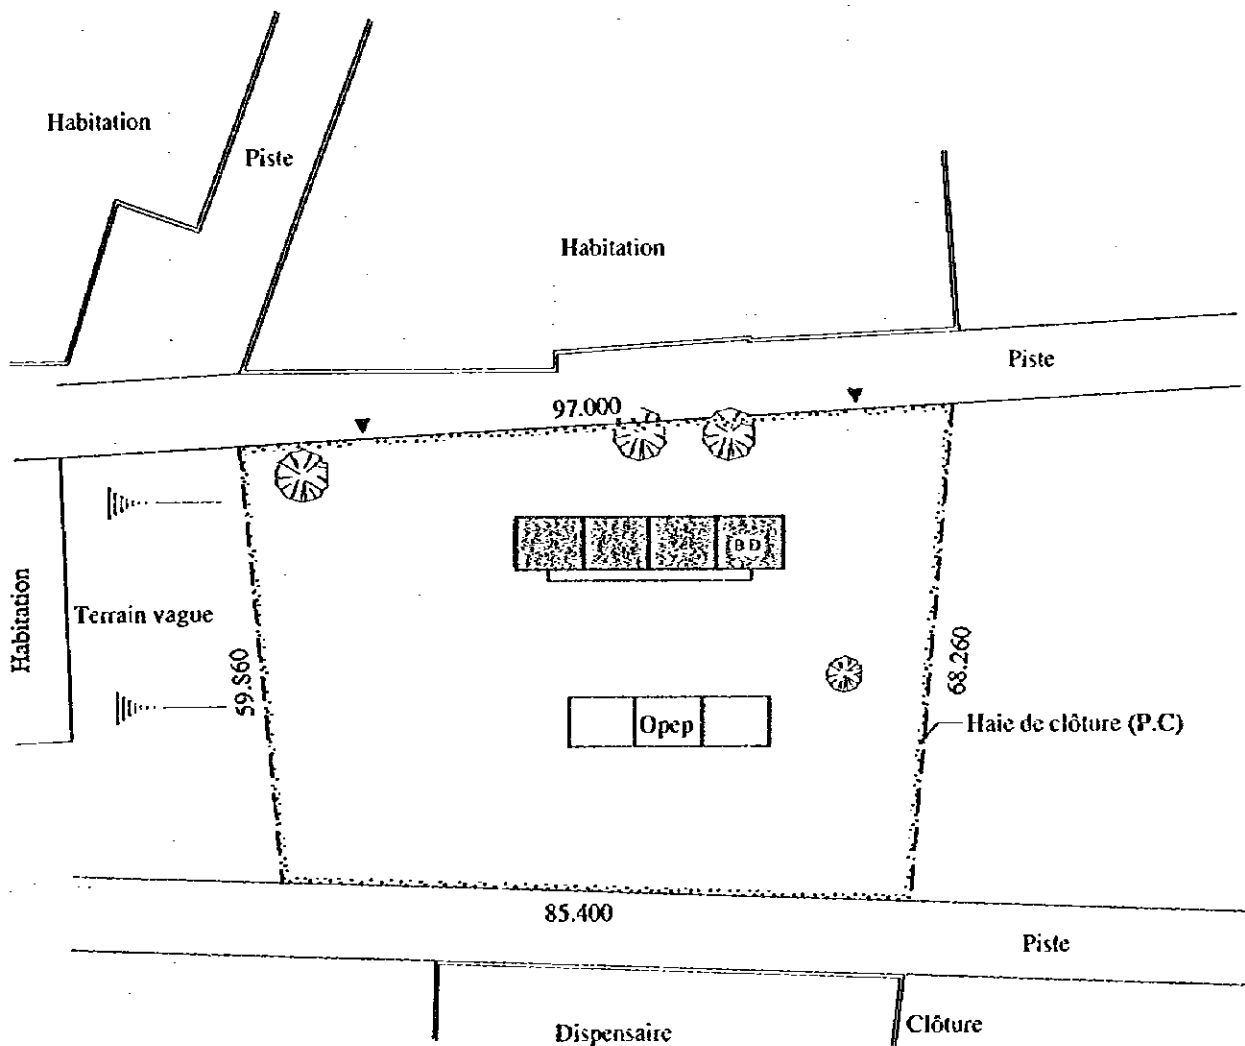 Habitation
Piste
Habitation
Piste
97.000
B D
Terrain vague
Habitation
59.860
68.260
Opep
Haie de clôture (P.C)
85.400
Piste
Dispensaire
Clôture